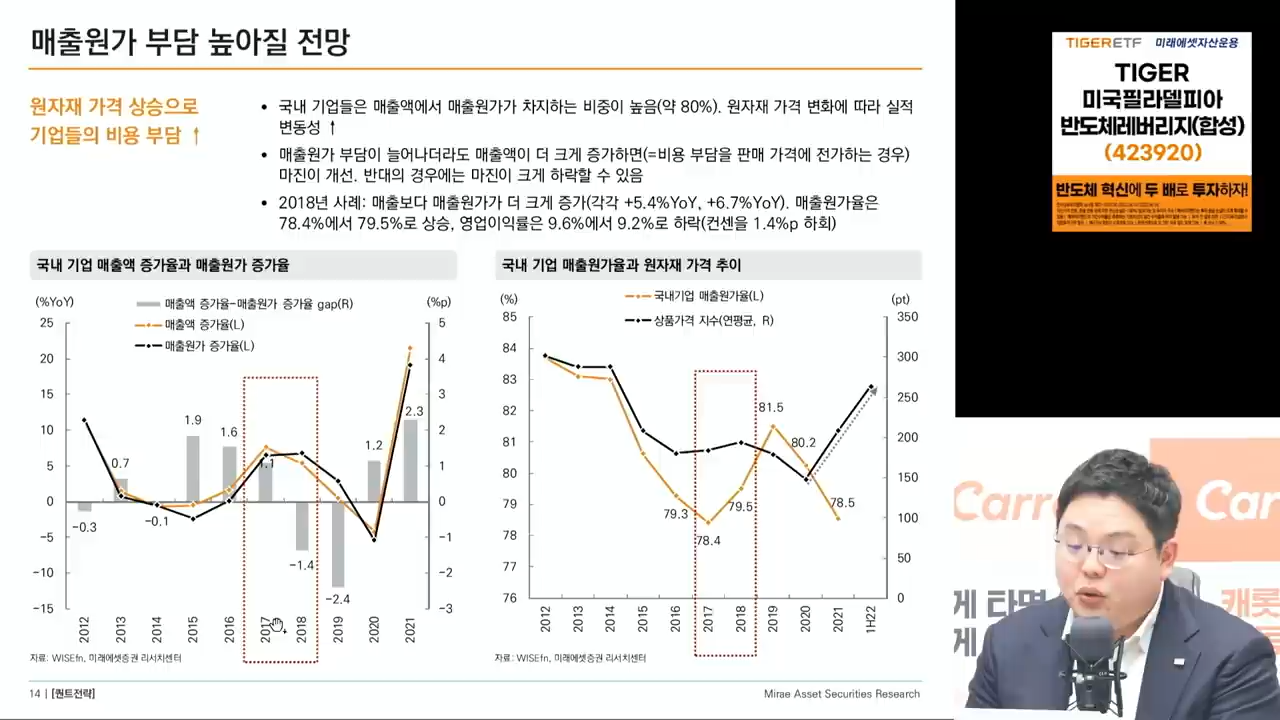 매출원가 부담 높아질 전망
원자재 가격 상승으로
기업들의 비용 부담 ↑
• 국내 기업들은 매출액에서 매출원가가 차지하는 비중이 높음(약 80%). 원자재 가격 변화에 따라 실적
변동성 ↑
• 매출원가 부담이 늘어나더라도 매출액이 더 크게 증가하면(=비용 부담을 판매 가격에 전가하는 경우)
마진이 개선. 반대의 경우에는 마진이 크게 하락할 수 있음
• 2018년 사례: 매출보다 매출원가가 더 크게 증가(각각 +5.4%YoY, +6.7%YoY). 매출원가율은
78.4%에서 79.5%로 상승, 영업이익율은 9.6%에서 9.2%로 하락(컨센을 1.4%p 하회)
국내 기업 매출액 증가율과 매출원가 증가율
(%YoY)
(%p)
매출액 증가율-매출원가 증가율 gap(R)
매출액 증가율(L)
매출원가 증가율(L)
25
20
15
10
5
0
-5
-10
-15
5
4
3
2
1
0
-1
-2
-3
-0.3
0.7
-0.1
1.9
1.6
1.1
-1.4
-2.4
1.2
2.3
2012
2013
2014
2015
2016
2017
2018
2019
2020
2021
자료: WISEfn, 미래에셋증권 리서치센터
국내 기업 매출원가율과 원자재 가격 추이
(%)
(pt)
국내기업 매출원가율(L)
상품가격 지수(연평균, R)
85
84
83
82
81
80
79
78
77
76
350
300
250
200
150
100
50
0
79.3
78.4
79.5
81.5
80.2
78.5
2012
2013
2014
2015
2016
2017
2018
2019
2020
2021
1H22
자료: WISEfn, 미래에셋증권 리서치센터
14 | [퀀트전략]
Mirae Asset Securities Research
TIGERETF 미래에셋자산운용
TIGER
미국필라델피아
반도체레버리지(합성)
(423920)
반도체 혁신에 두 배로 투자하자!
Carr
Car
게 타면
게
캐롯